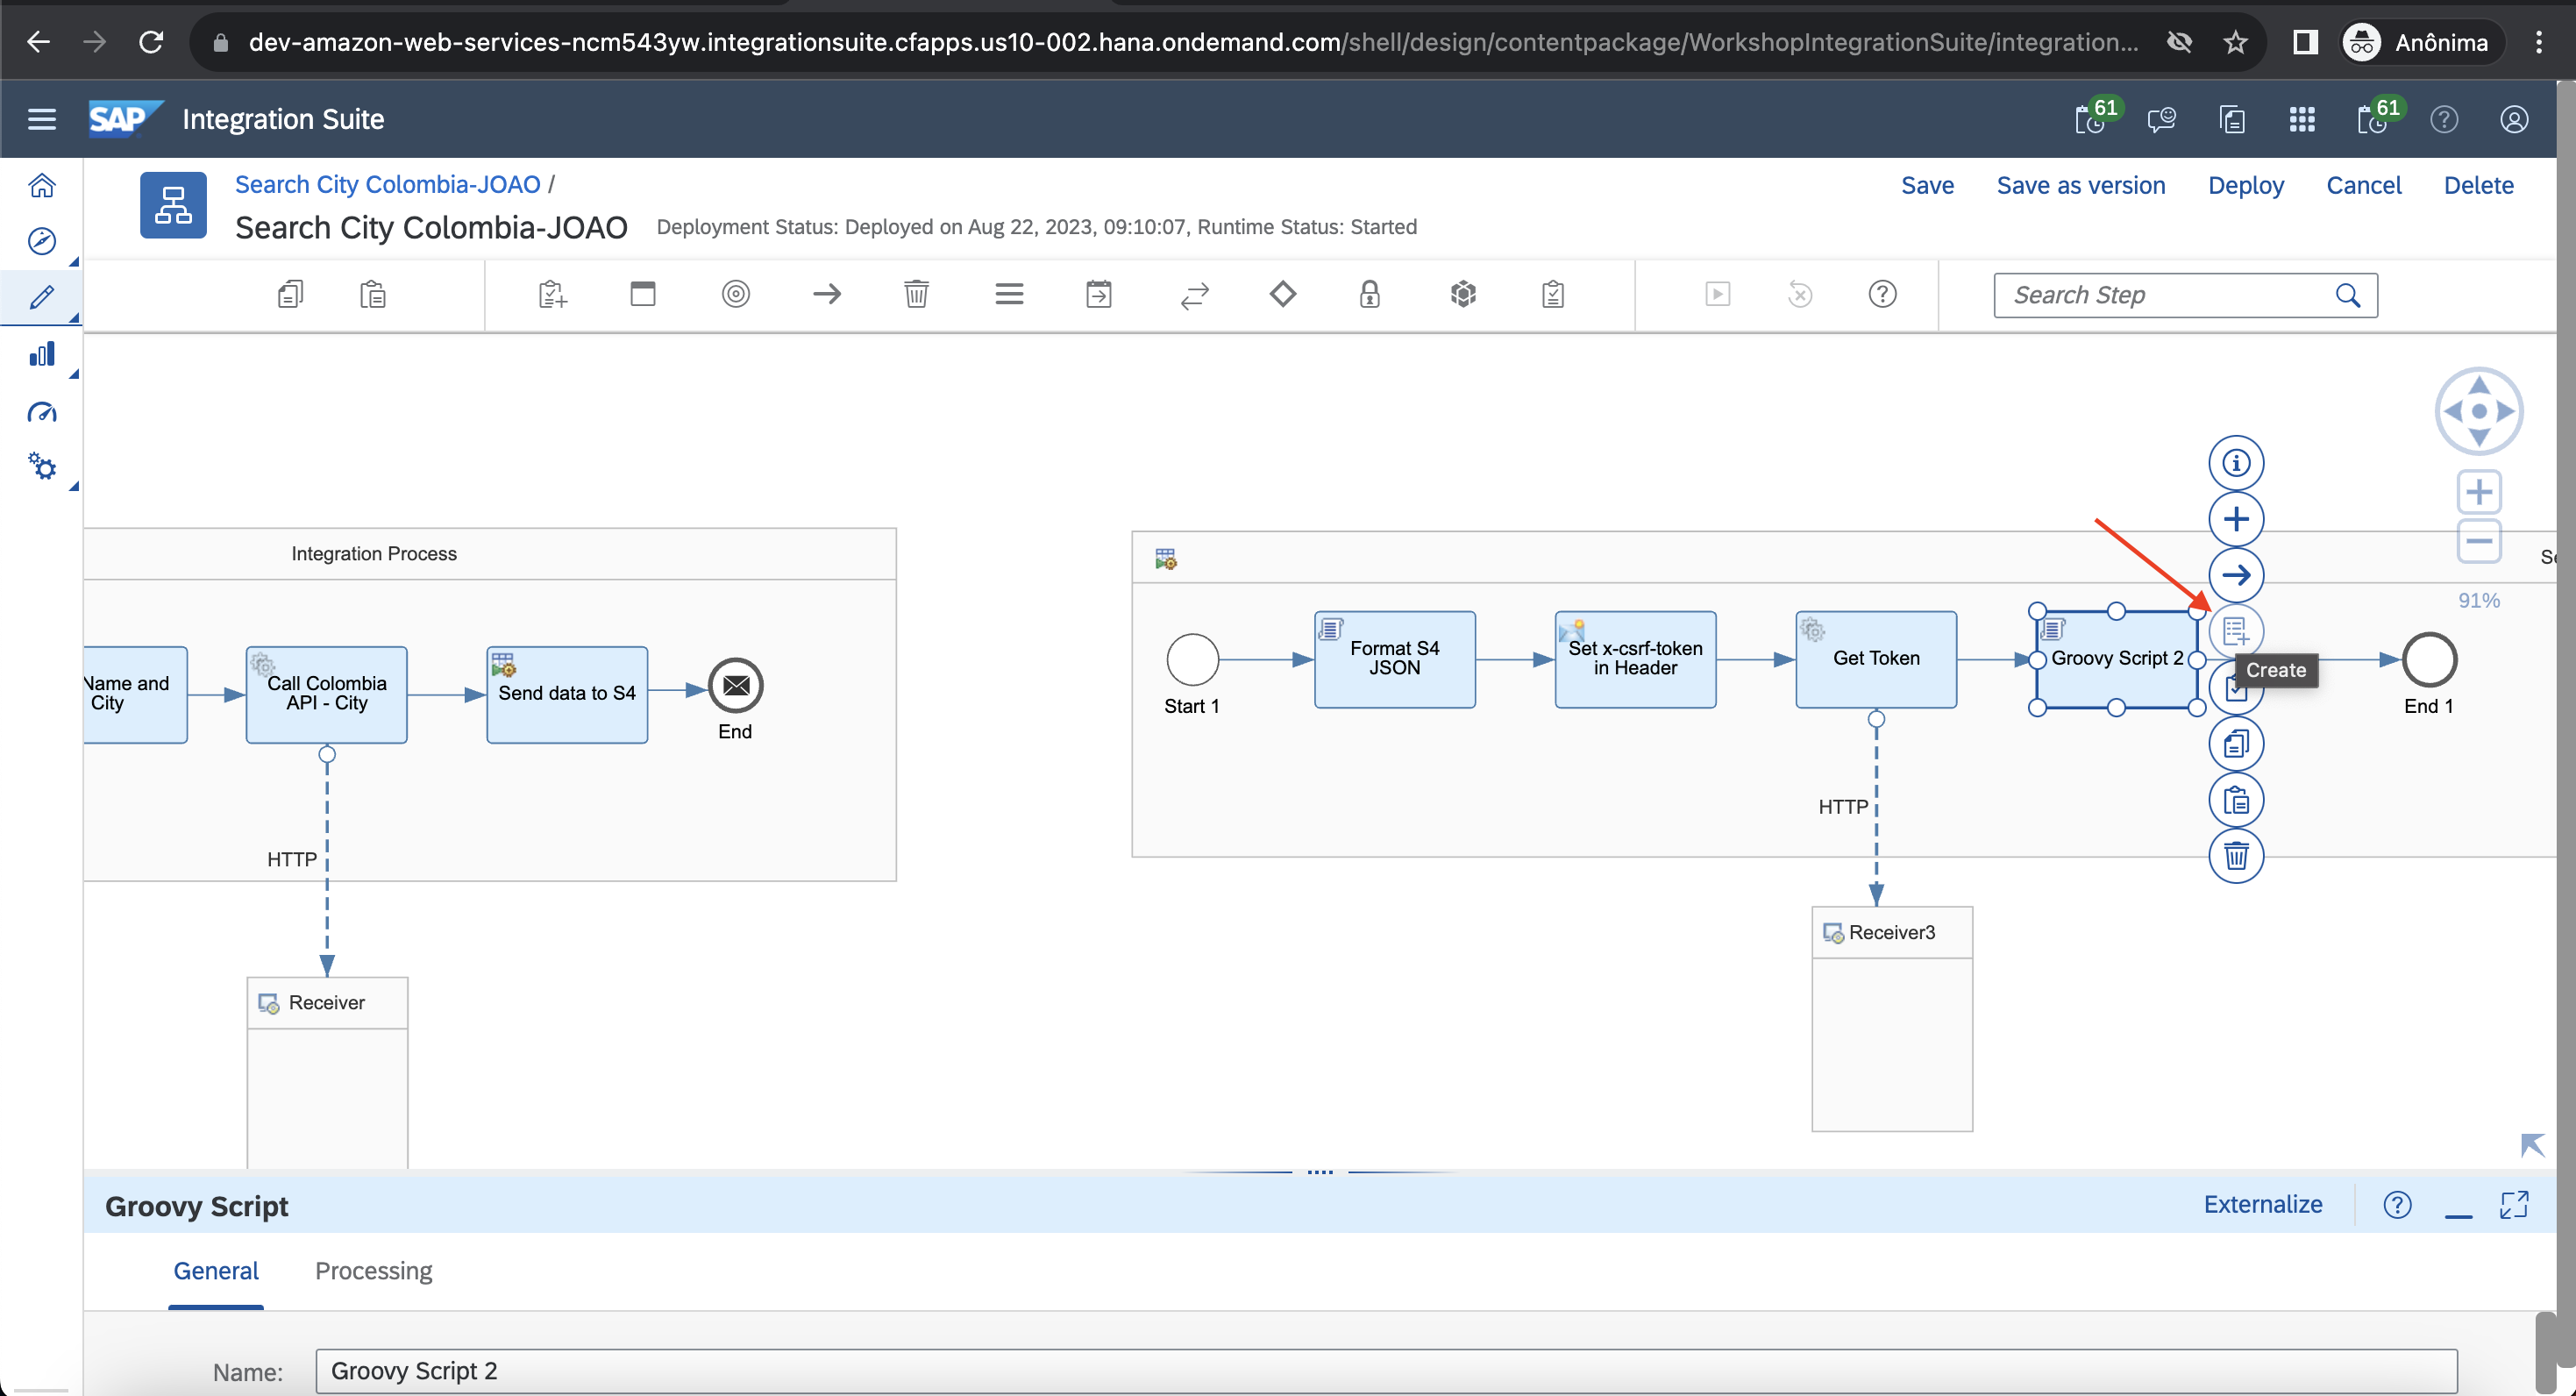 dev-amazon-web-services-ncm543yw.integrationsuite.cfapps.us10-002.hana.ondemand.com/shell/design/contentpackage/WorkshopIntegrationSuite/integration...
Anônima
SAP
Integration Suite
61
61
Search City Colombia-JOAO /
Search City Colombia-JOAO
Deployment Status: Deployed on Aug 22, 2023, 09:10:07, Runtime Status: Started
Save
Save as version
Deploy
Cancel
Delete
Search Step
Integration Process
Name and
City
Call Colombia
API - City
Send data to S4
End
HTTP
Receiver
Start 1
Format S4
JSON
Set x-csrf-token
in Header
Get Token
Groovy Script 2
Create
End 1
91%
HTTP
Receiver3
Groovy Script
Externalize
General
Processing
Name:
Groovy Script 2